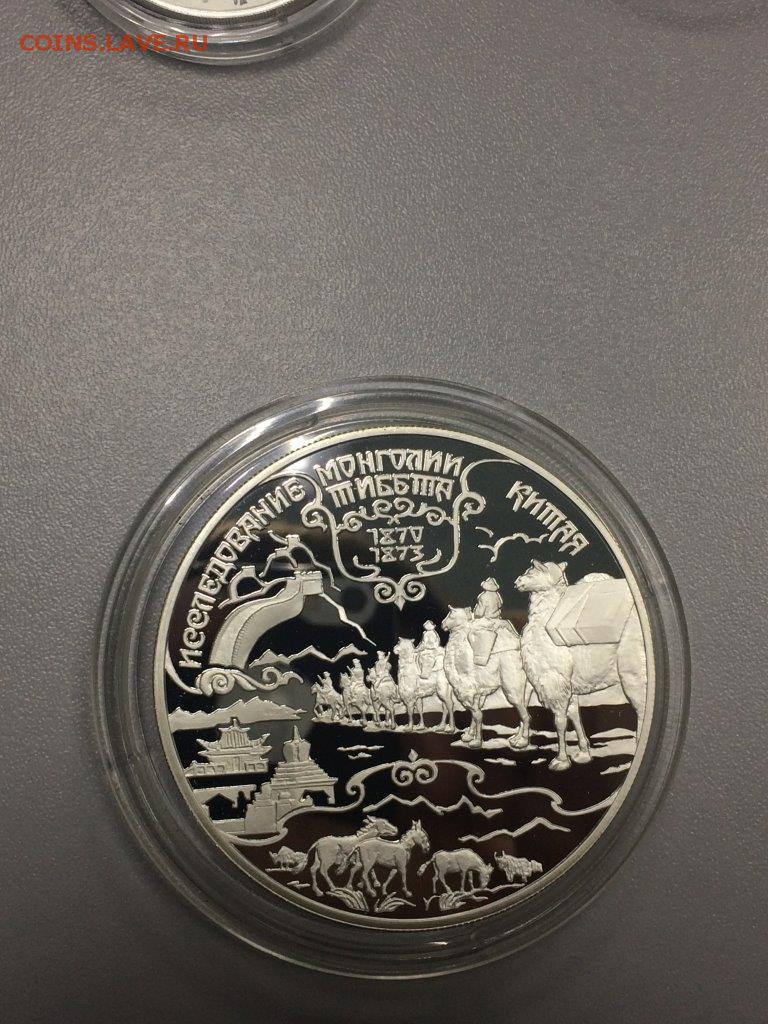 COINS.LAVE.RU
ИССЛЕДОВАНИЕ
МОНГОЛИИ
ТИБЕТА
КИТАЯ
1870
1873